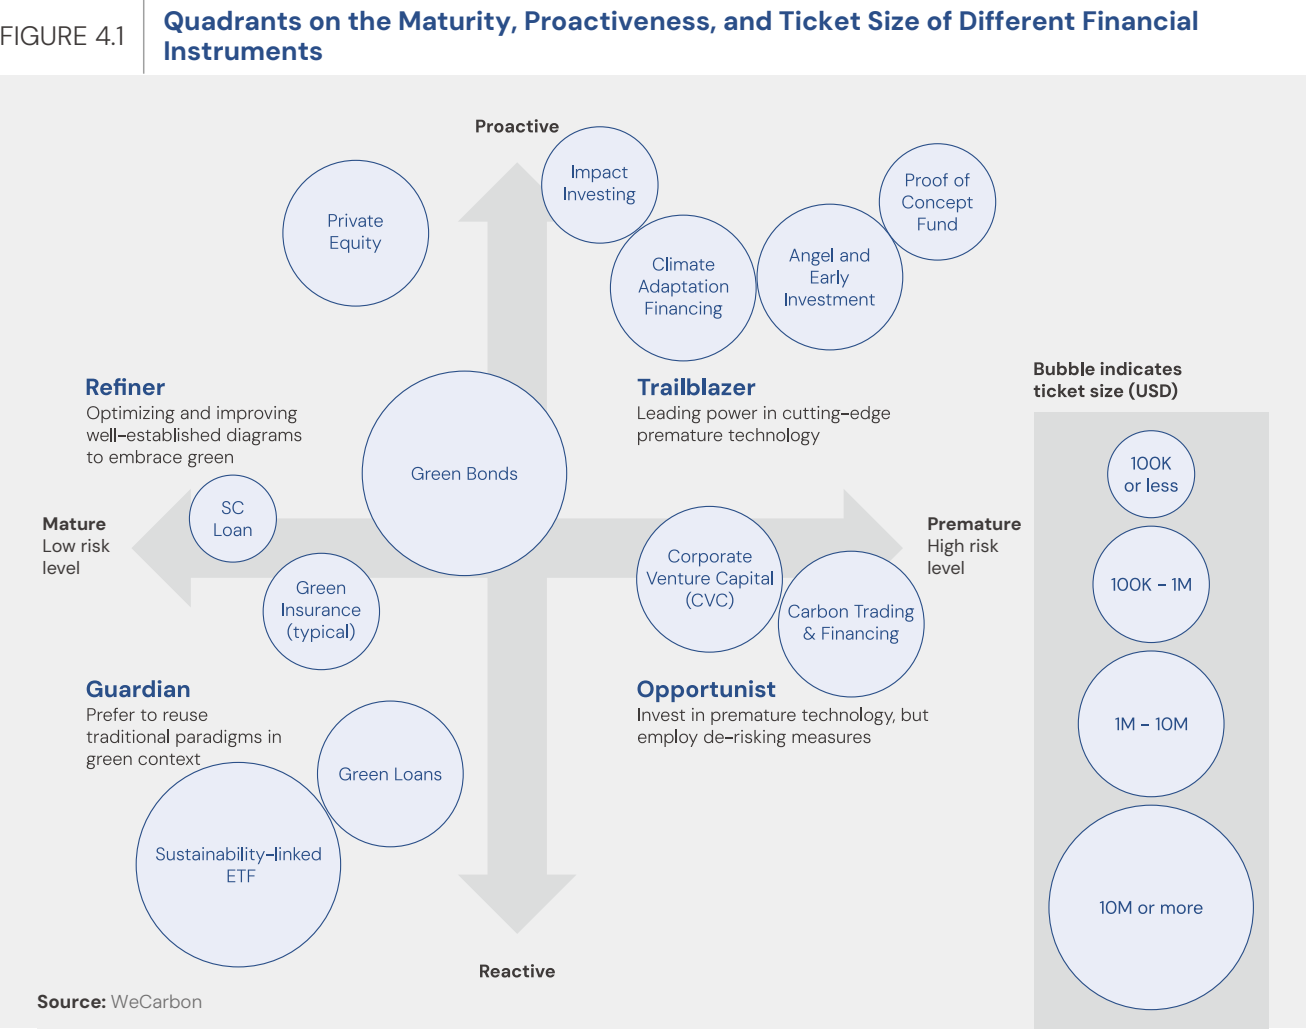 FIGURE 4.1
Quadrants on the Maturity, Proactiveness, and Ticket Size of Different Financial
Instruments
Proactive
Impact
Investing
Proof of
Concept
Fund
Private
Equity
Climate
Adaptation
Financing
Angel and
Early
Investment
Refiner
Optimizing and improving
well-established diagrams
to embrace green
Trailblazer
Leading power in cutting-edge
premature technology
Green Bonds
SC
Loan
Mature
Low risk
level
Premature
High risk
level
Green
Insurance
(typical)
Corporate
Venture Capital
(CVC)
Carbon Trading
& Financing
Guardian
Prefer to reuse
traditional paradigms in
green context
Opportunist
Invest in premature technology, but
employ de-risking measures
Green Loans
Sustainability-linked
ETF
Reactive
Bubble indicates
ticket size (USD)
100K
or less
100K – 1M
1M – 10M
10M or more
Source: WeCarbon